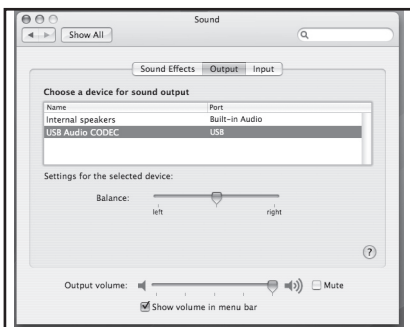 Sound
Show All
Sound Effects Output Input
Choose a device for sound output
Name Port
Internal speakers Built-in Audio
USB Audio CODEC USB
Settings for the selected device:
Balance:
left right
?
Output volume: Mute
Show volume in menu bar